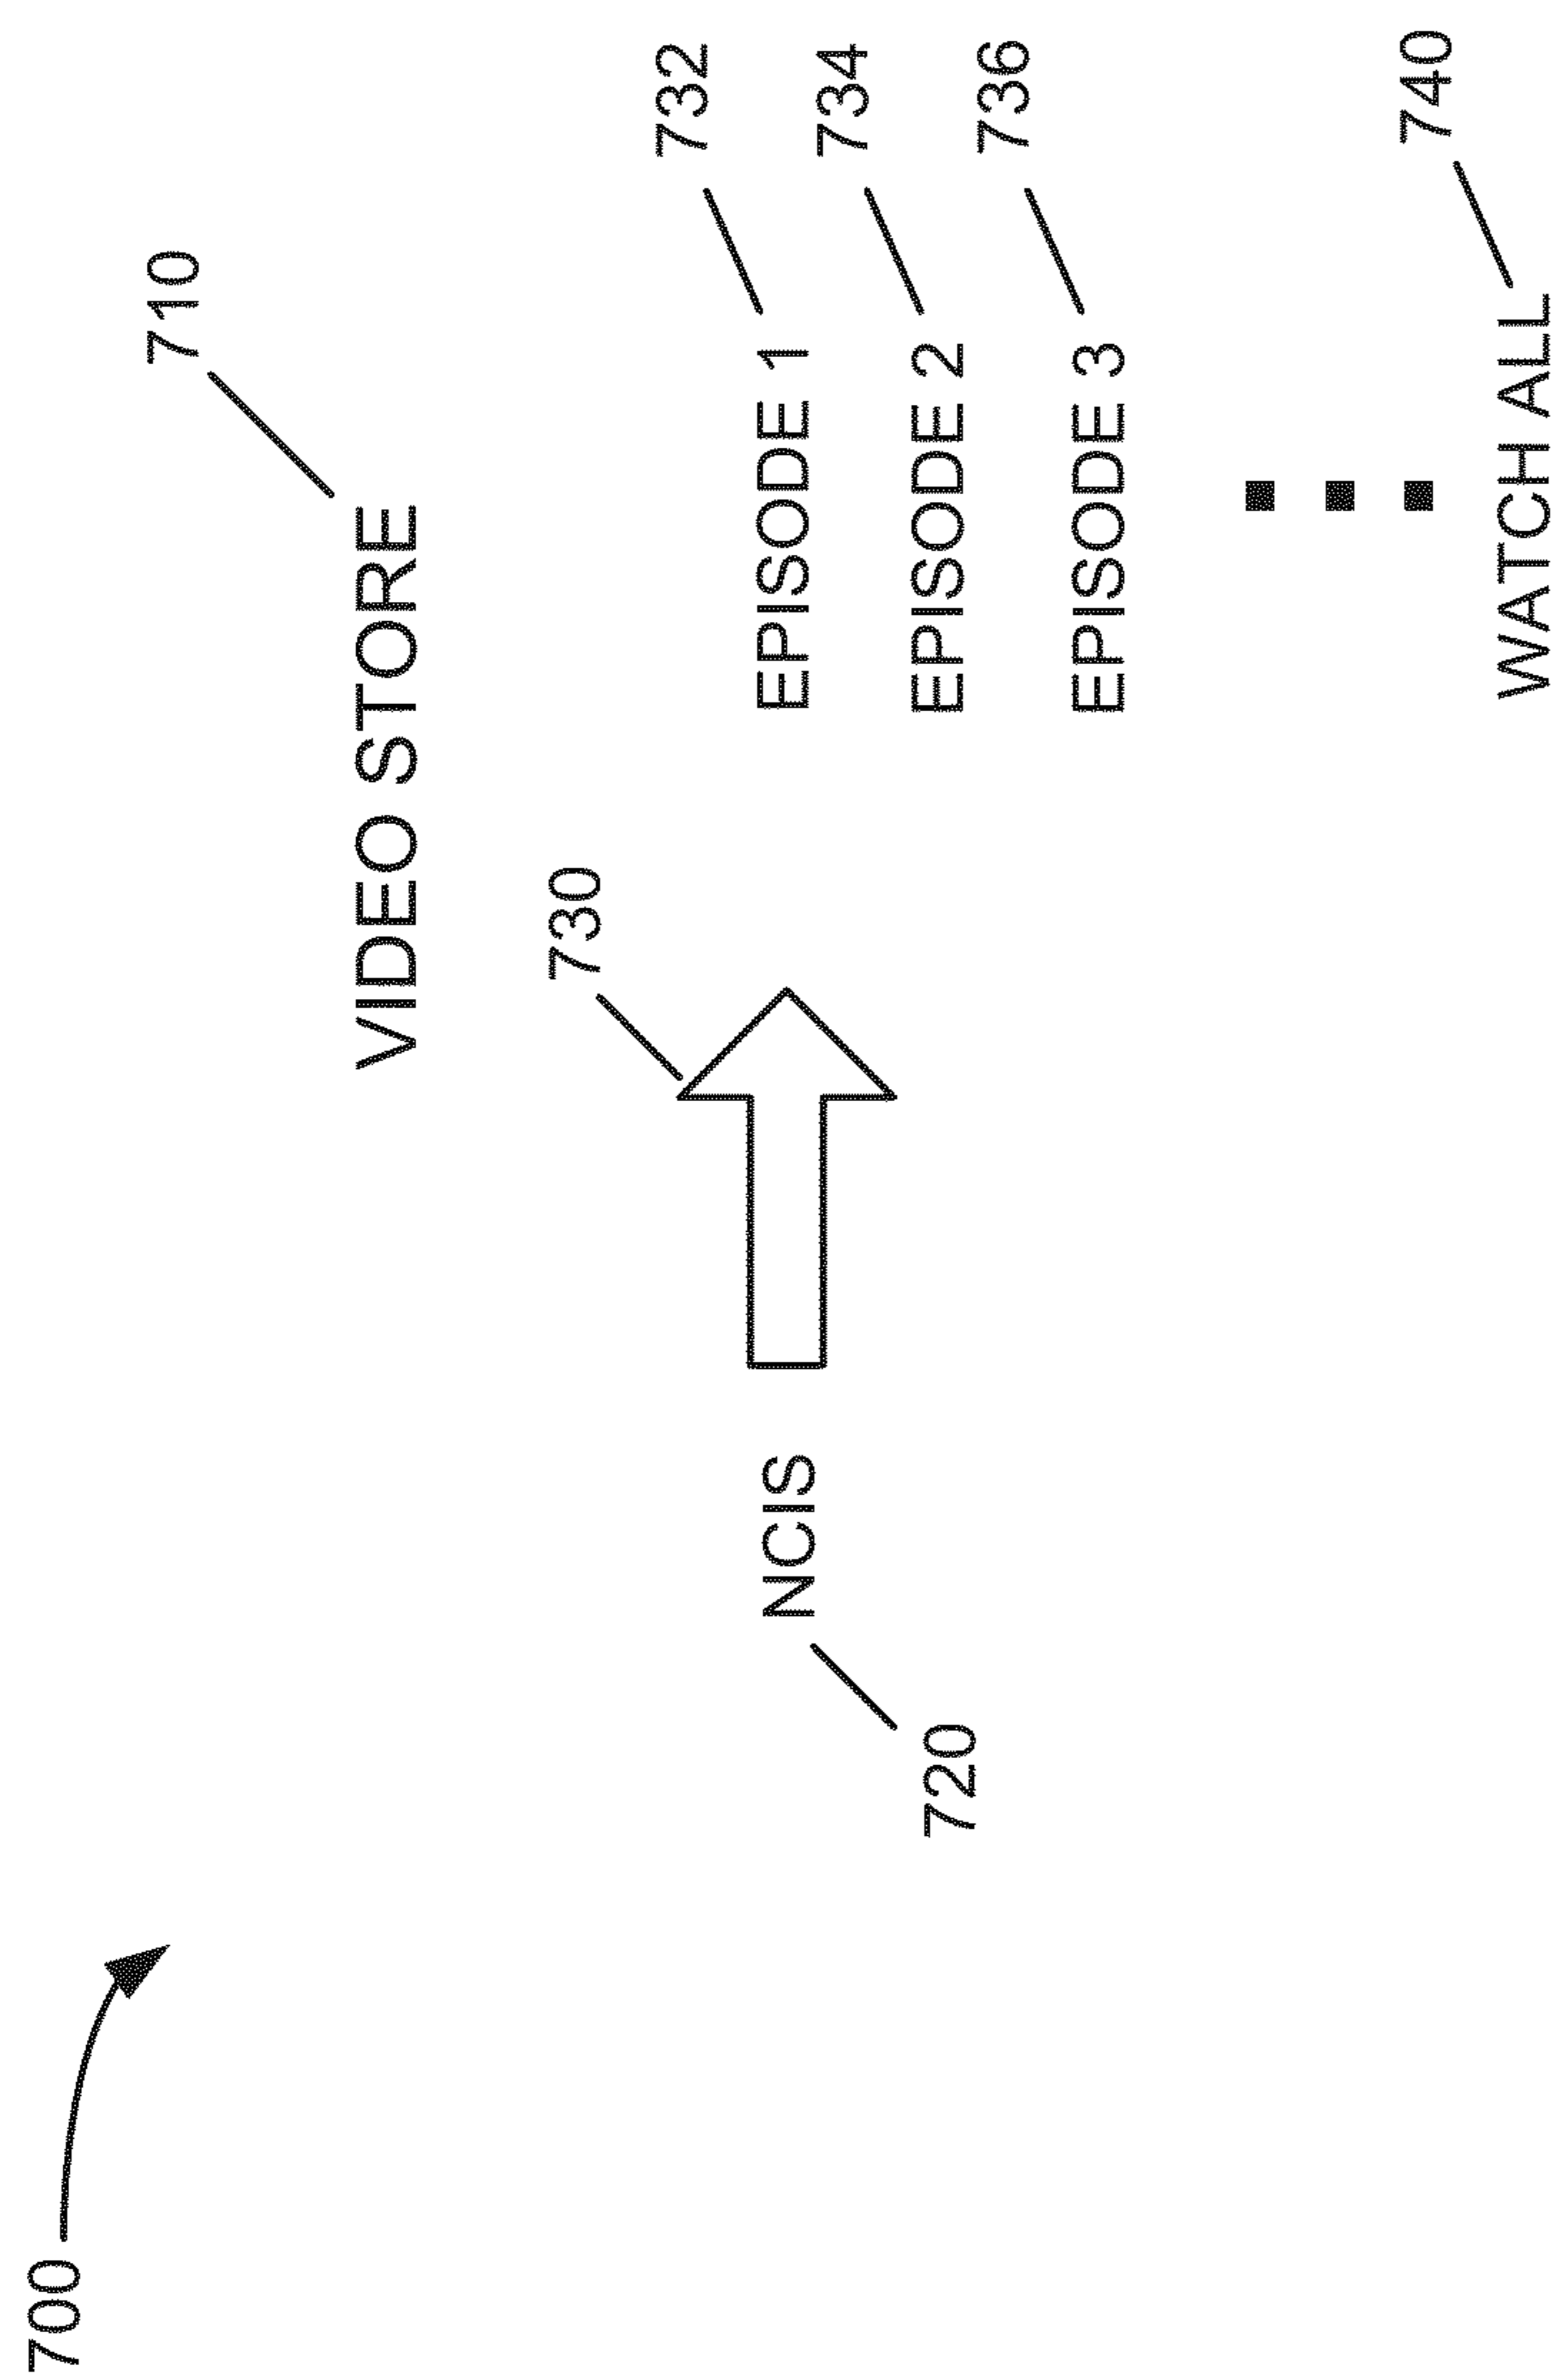 700
710
VIDEO STORE
730
732
NCIS
EPISODE 1
734
720
EPISODE 2
736
EPISODE 3
740
WATCH ALL